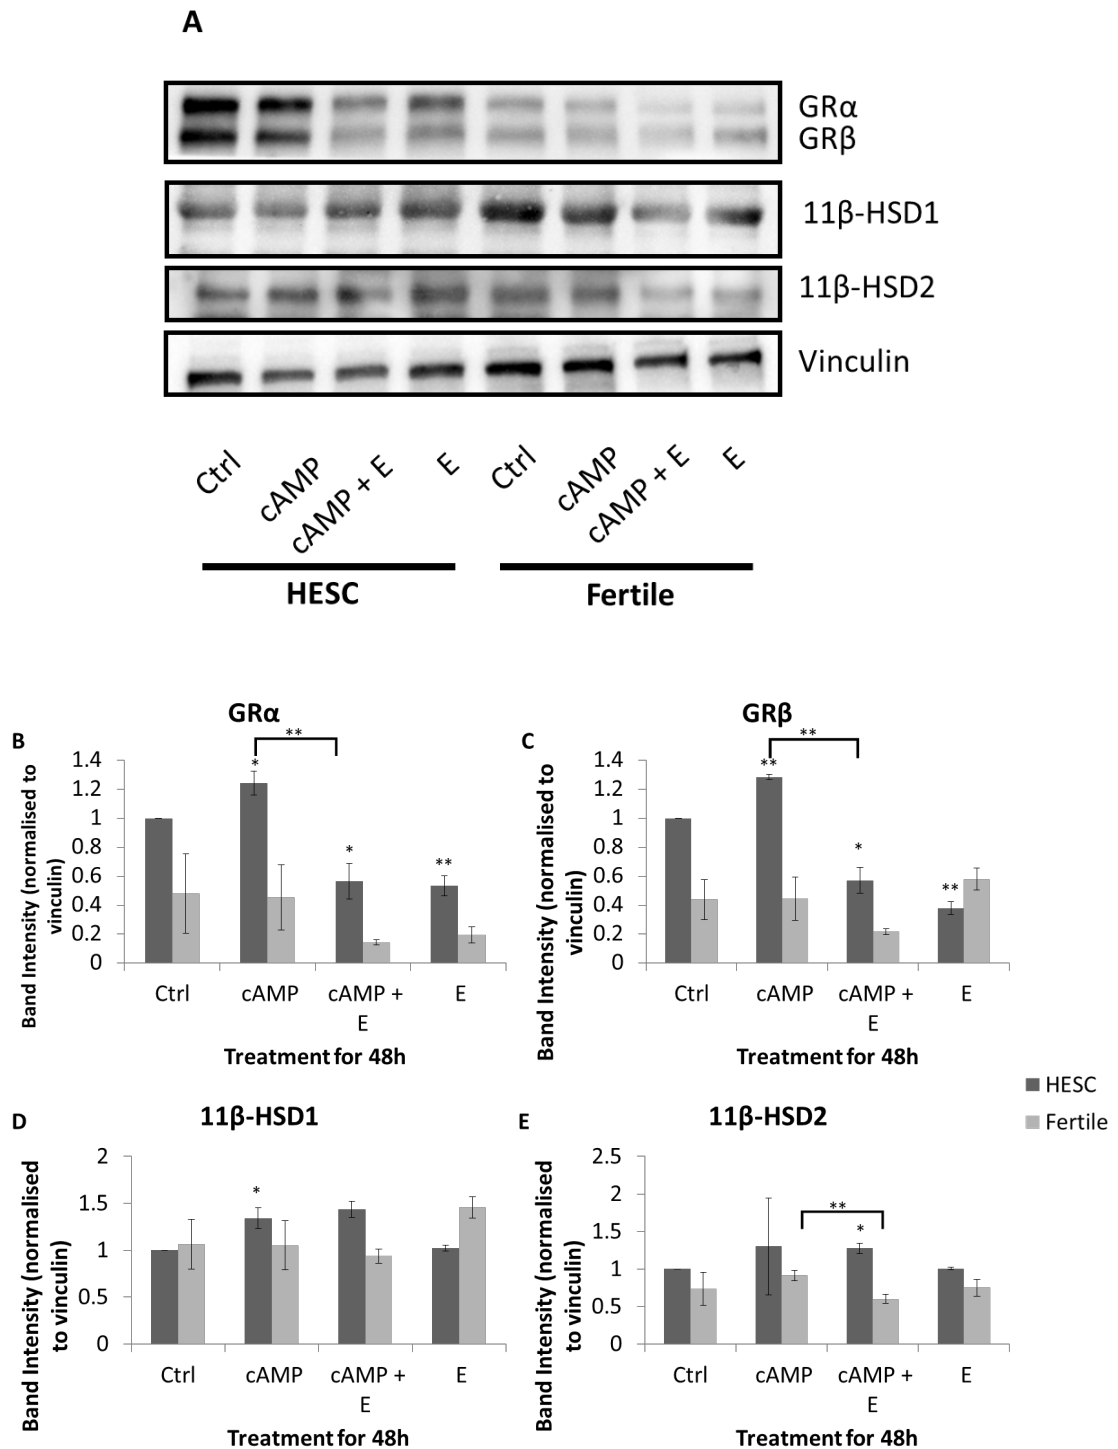 A
GRα
GRβ
11β-HSD1
11β-HSD2
Vinculin
Ctrl
cAMP
cAMP + E
E
Ctrl
cAMP
cAMP + E
E
HESC
Fertile
B
GRα
**
*
*
**
1.4
1.2
1
0.8
0.6
0.4
0.2
0
Band Intensity (normalised to
vinculin)
Ctrl
cAMP
cAMP +
E
E
Treatment for 48h
C
GRβ
**
**
*
**
1.4
1.2
1
0.8
0.6
0.4
0.2
0
Band Intensity (normalised to
vinculin)
Ctrl
cAMP
cAMP +
E
E
Treatment for 48h
HESC
Fertile
D
11β-HSD1
*
2
1.5
1
0.5
0
Band Intensity (normalised
to vinculin)
Ctrl
cAMP
cAMP +
E
E
Treatment for 48h
E
11β-HSD2
**
*
2.5
2
1.5
1
0.5
0
Band Intensity (normalised
to vinculin)
Ctrl
cAMP
cAMP +
E
E
Treatment for 48h